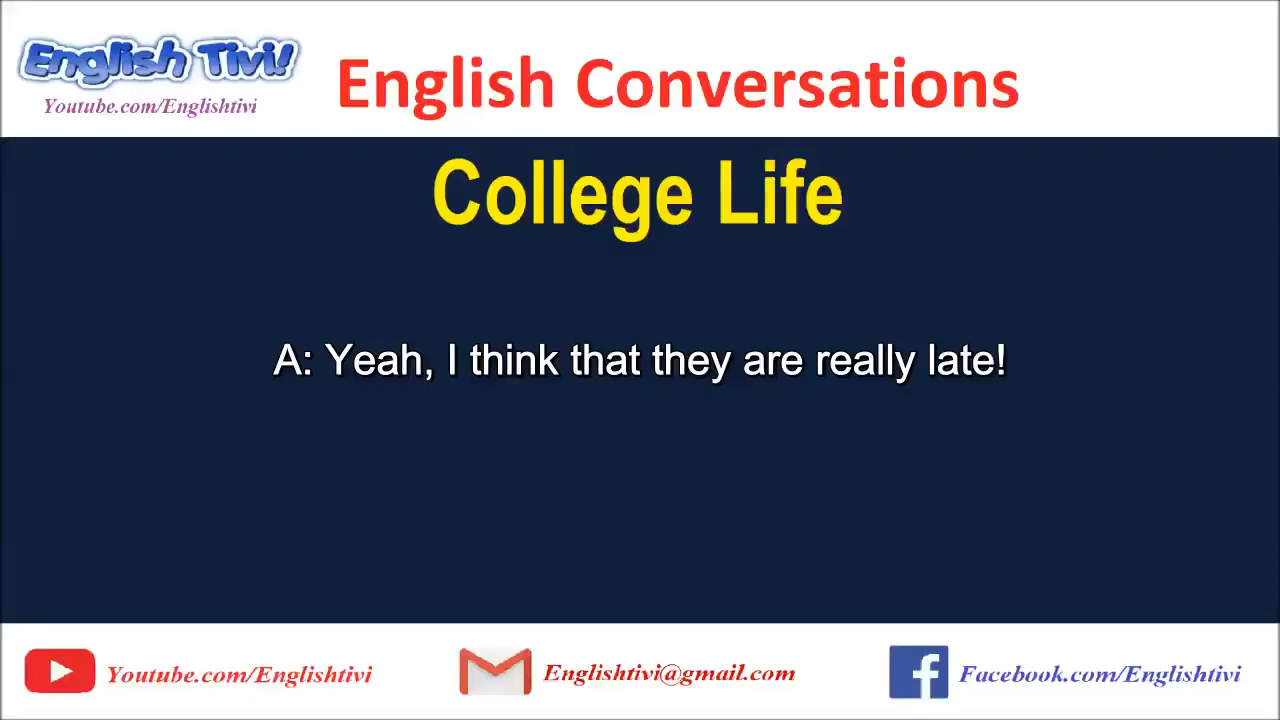 English Tivi!
Youtube.com/Englishtivi
English Conversations
College Life
A: Yeah, I think that they are really late!
Youtube.com/Englishtivi
Englishtivi@gmail.com
Facebook.com/Englishtivi